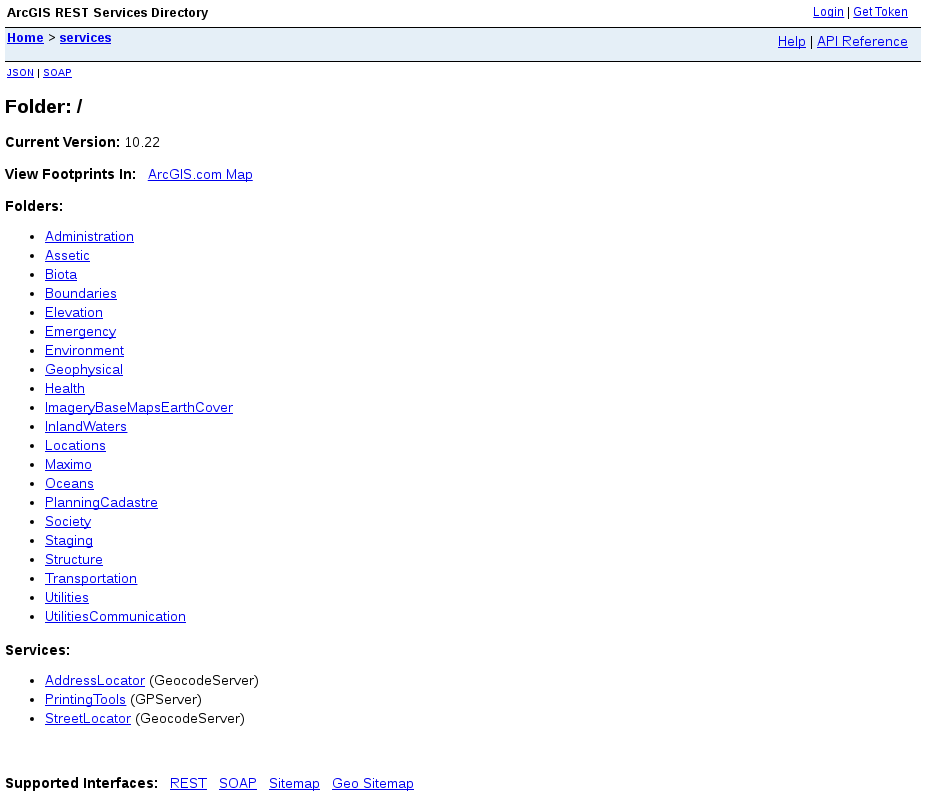 ArcGIS REST Services Directory
Login | Get Token
Home > services
Help | API Reference
JSON | SOAP
Folder: /
Current Version: 10.22
View Footprints In: ArcGIS.com Map
Folders:
• Administration
• Assetic
• Biota
• Boundaries
• Elevation
• Emergency
• Environment
• Geophysical
• Health
• ImageryBaseMapsEarthCover
• InlandWaters
• Locations
• Maximo
• Oceans
• PlanningCadastre
• Society
• Staging
• Structure
• Transportation
• Utilities
• UtilitiesCommunication
Services:
• AddressLocator (GeocodeServer)
• PrintingTools (GPServer)
• StreetLocator (GeocodeServer)
Supported Interfaces: REST SOAP Sitemap Geo Sitemap